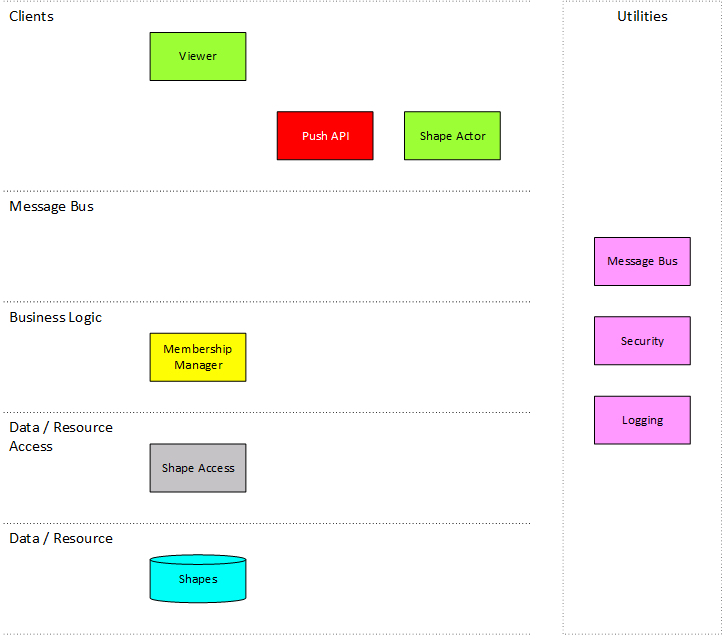 Clients
Utilities
Viewer
Push API
Shape Actor
Message Bus
Message Bus
Business Logic
Membership
Manager
Security
Logging
Data / Resource
Access
Shape Access
Data / Resource
Shapes